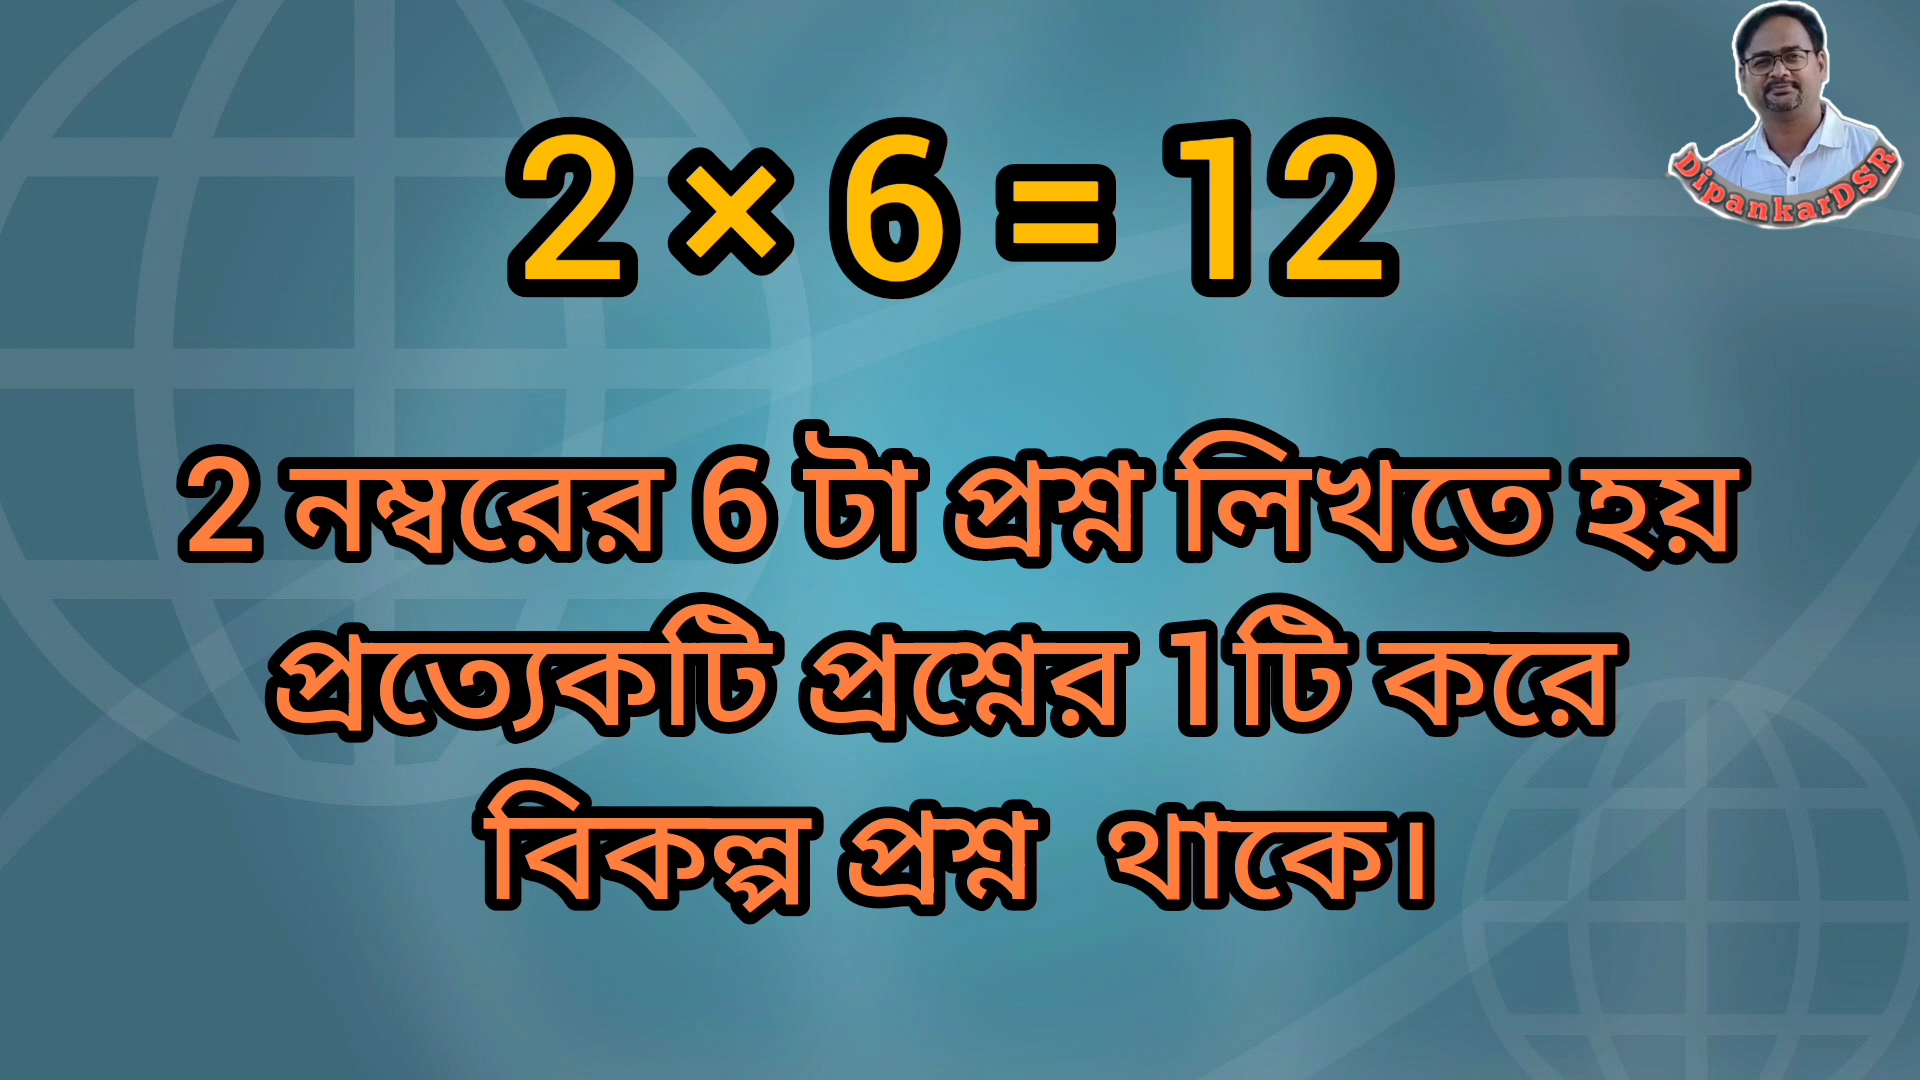 2 × 6 = 12
DipankarDSR
2 নম্বরের 6 টা প্রশ্ন লিখতে হয়
প্রত্যেকটি প্রশ্নের 1টি করে
বিকল্প প্রশ্ন থাকে।